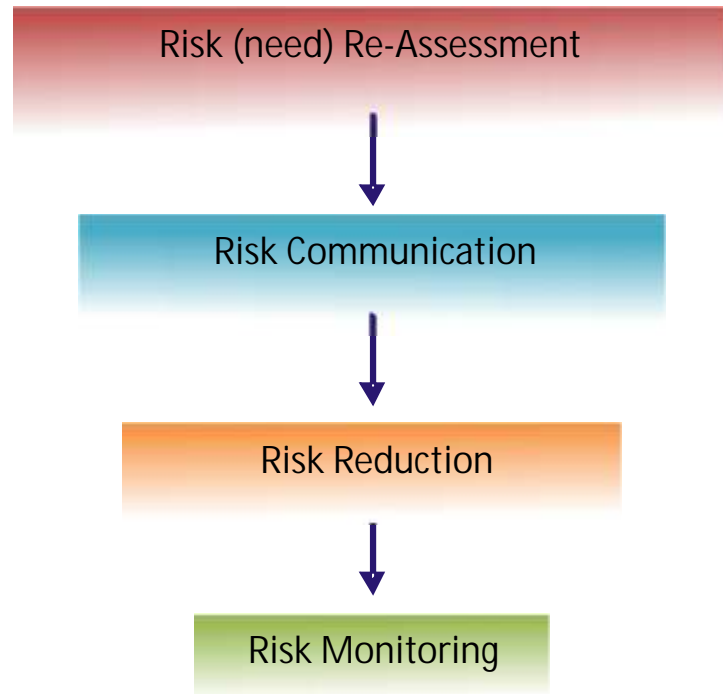 Risk (need) Re-Assessment
Risk Communication
Risk Reduction
Risk Monitoring